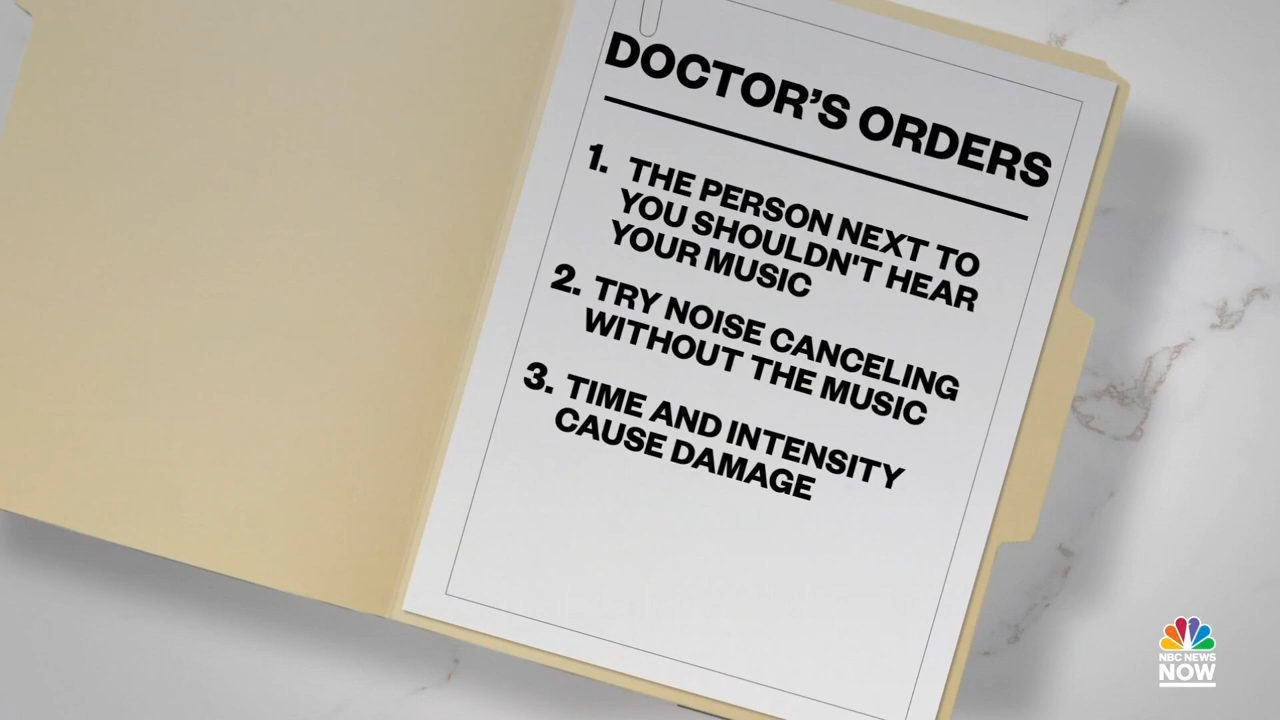 DOCTOR'S ORDERS
1. THE PERSON NEXT TO
YOU SHOULDN'T HEAR
YOUR MUSIC
2. TRY NOISE CANCELING
WITHOUT THE MUSIC
3. TIME AND INTENSITY
CAUSE DAMAGE
NBC NEWS
NOW